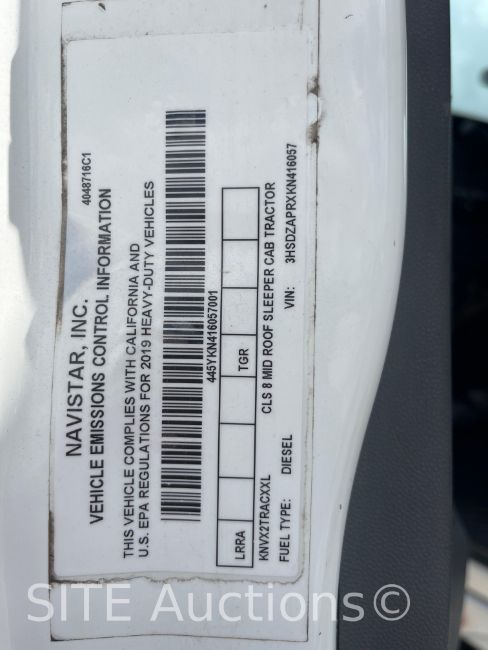 NAVISTAR, INC.
VEHICLE EMISSIONS CONTROL INFORMATION
4048716C1
THIS VEHICLE COMPLIES WITH CALIFORNIA AND
U.S. EPA REGULATIONS FOR 2019 HEAVY-DUTY VEHICLES
445YKN416057001
LRRA TGR
KNVX2TRACXXL CLS 8 MID ROOF SLEEPER CAB TRACTOR
FUEL TYPE: DIESEL VIN: 3HSDZAPRXKN416057
SITE Auctions©